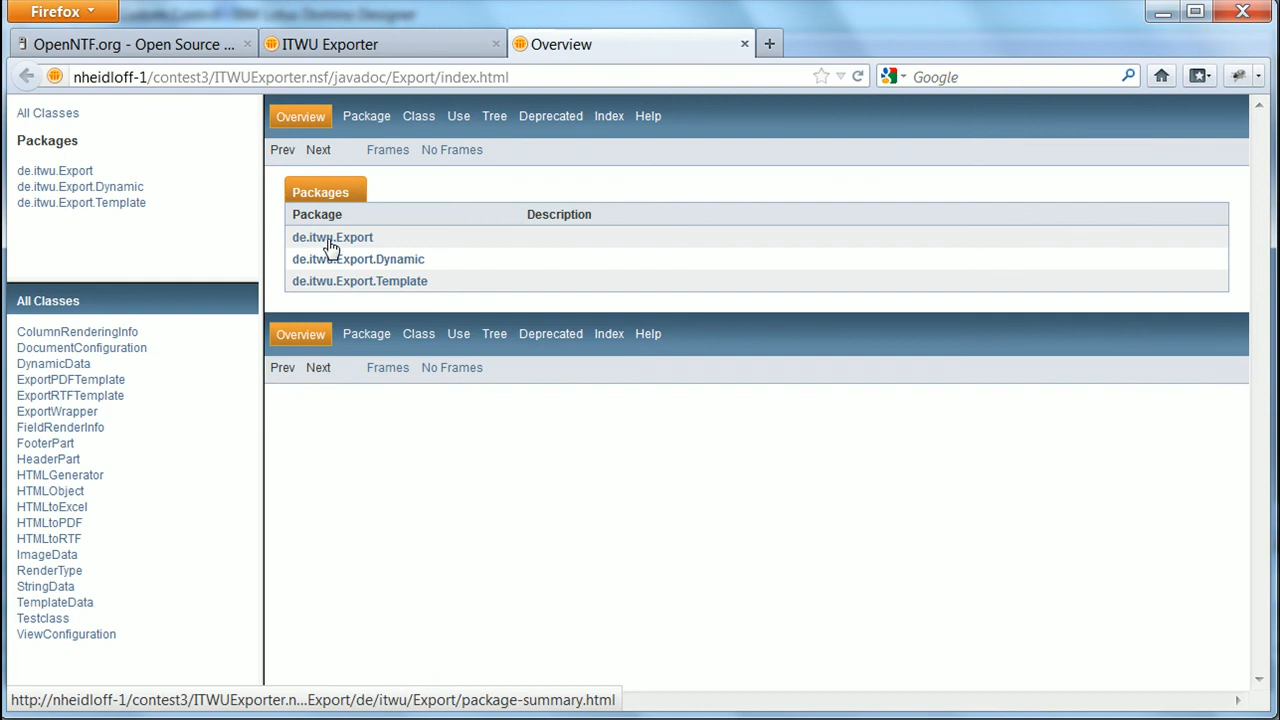 Firefox
OpenNTF.org - Open Source ...
ITWU Exporter
Overview
nheidloff-1/contest3/ITWUExporter.nsf/javadoc/Export/index.html
Google
All Classes
Packages
de.itwu.Export
de.itwu.Export.Dynamic
de.itwu.Export.Template
All Classes
ColumnRenderingInfo
DocumentConfiguration
DynamicData
ExportPDFTemplate
ExportRTFTemplate
ExportWrapper
FieldRenderInfo
FooterPart
HeaderPart
HTMLGenerator
HTMLObject
HTMLtoExcel
HTMLtoPDF
HTMLtoRTF
ImageData
RenderType
StringData
TemplateData
Testclass
ViewConfiguration
Overview Package Class Use Tree Deprecated Index Help
Prev Next Frames No Frames
Packages
Package Description
de.itwu.Export
de.itwu.Export.Dynamic
de.itwu.Export.Template
Overview Package Class Use Tree Deprecated Index Help
Prev Next Frames No Frames
http://nheidloff-1/contest3/ITWUExporter.n...Export/de/itwu/Export/package-summary.html